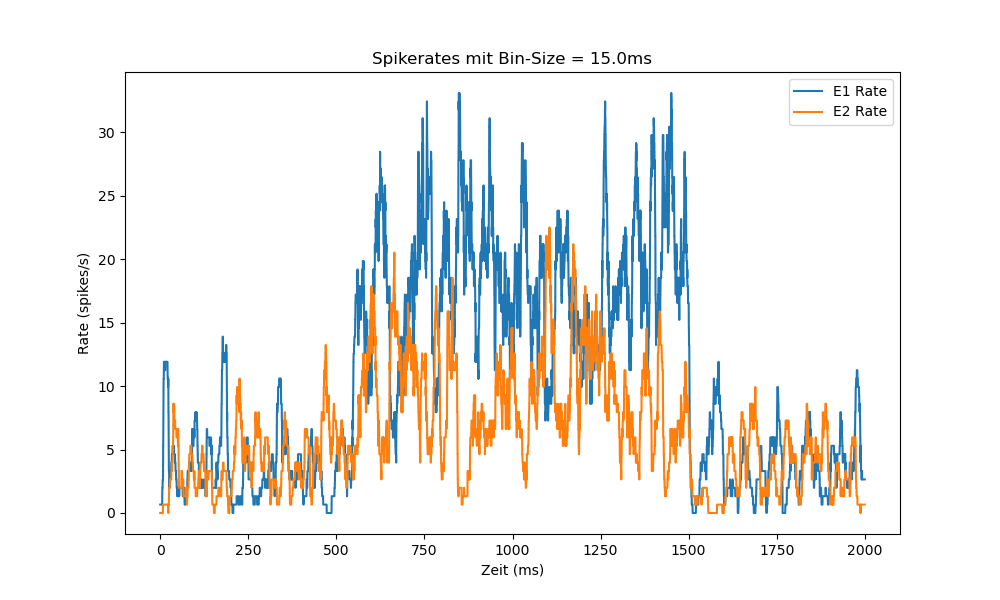 Spikerates mit Bin-Size = 15.0ms
E1 Rate
E2 Rate
Rate (spikes/s)
30
25
20
15
10
5
0
0 250 500 750 1000 1250 1500 1750 2000
Zeit (ms)